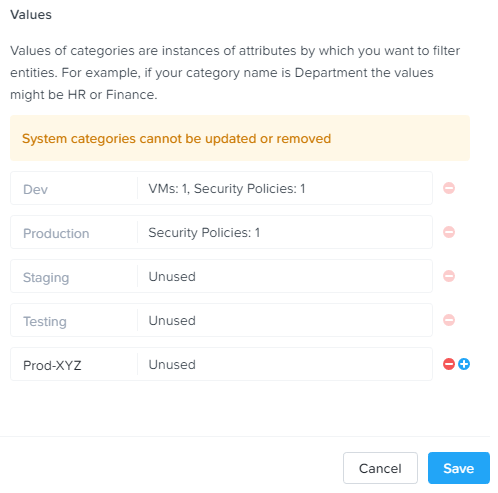 Values
Values of categories are instances of attributes by which you want to filter
entities. For example, if your category name is Department the values
might be HR or Finance.
System categories cannot be updated or removed
Dev VMs: 1, Security Policies: 1
Production Security Policies: 1
Staging Unused
Testing Unused
Prod-XYZ Unused
Cancel Save